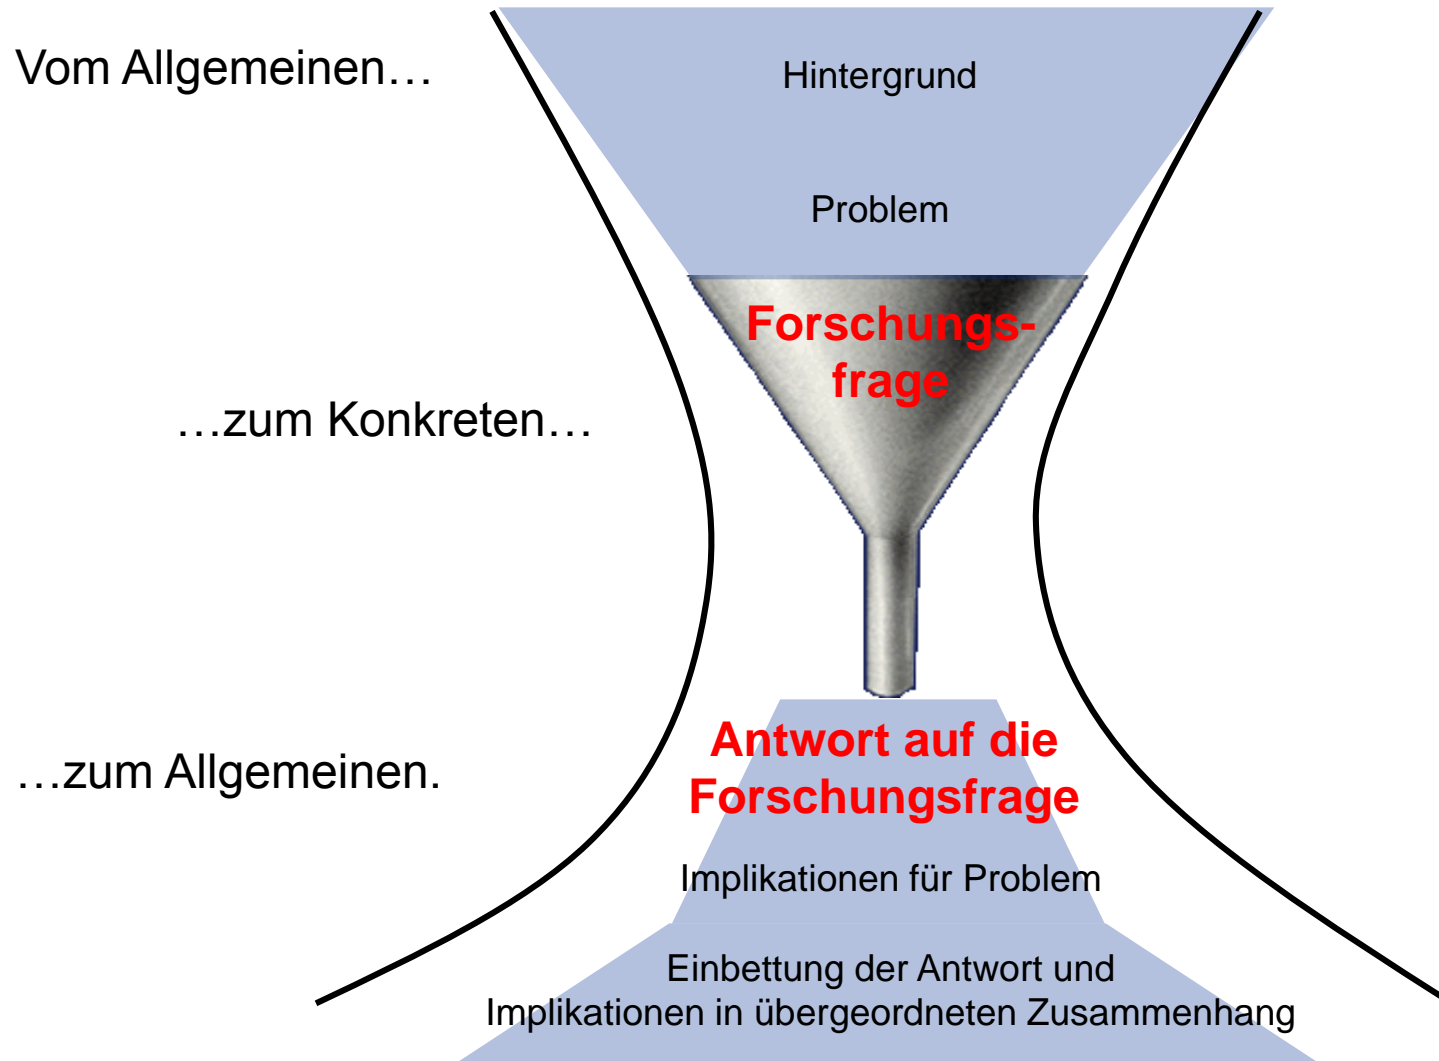 Vom Allgemeinen…
Hintergrund
Problem
Forschungs-
frage
…zum Konkreten…
Antwort auf die
Forschungsfrage
…zum Allgemeinen.
Implikationen für Problem
Einbettung der Antwort und
Implikationen in übergeordneten Zusammenhang